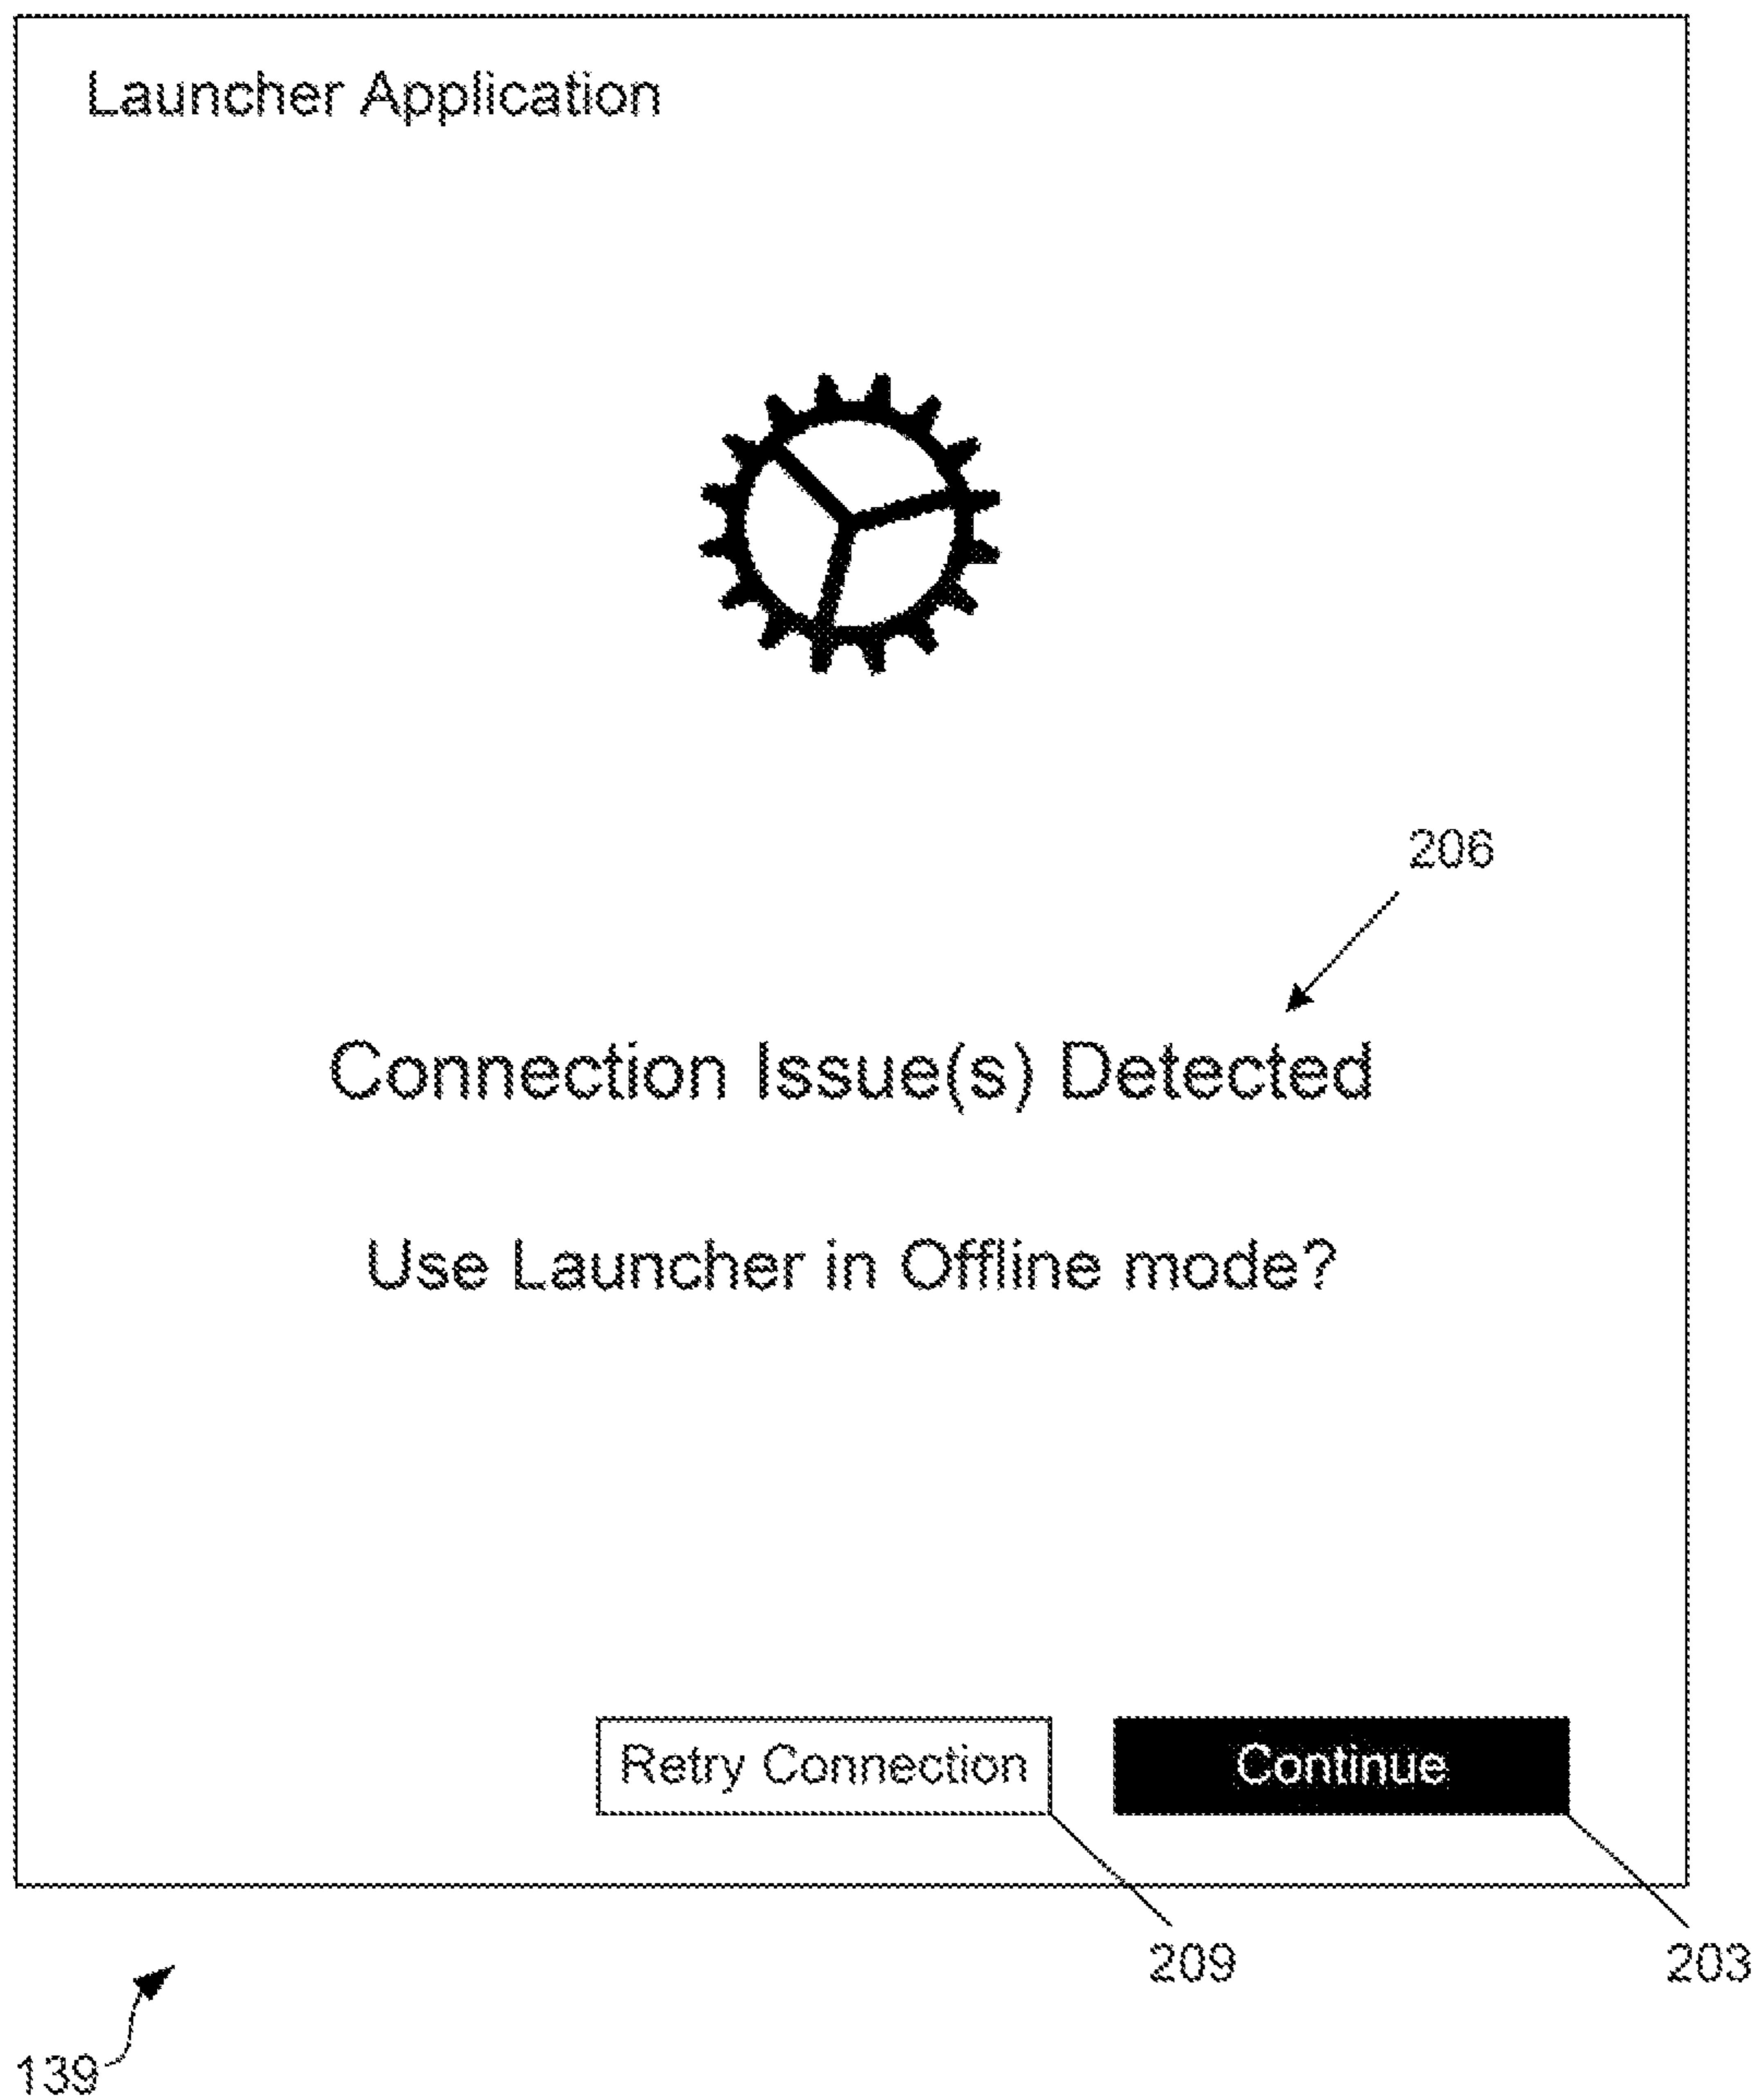 Launcher Application
206
Connection Issue(s) Detected
Use Launcher in Offline mode?
Retry Connection
Continue
209
203
139